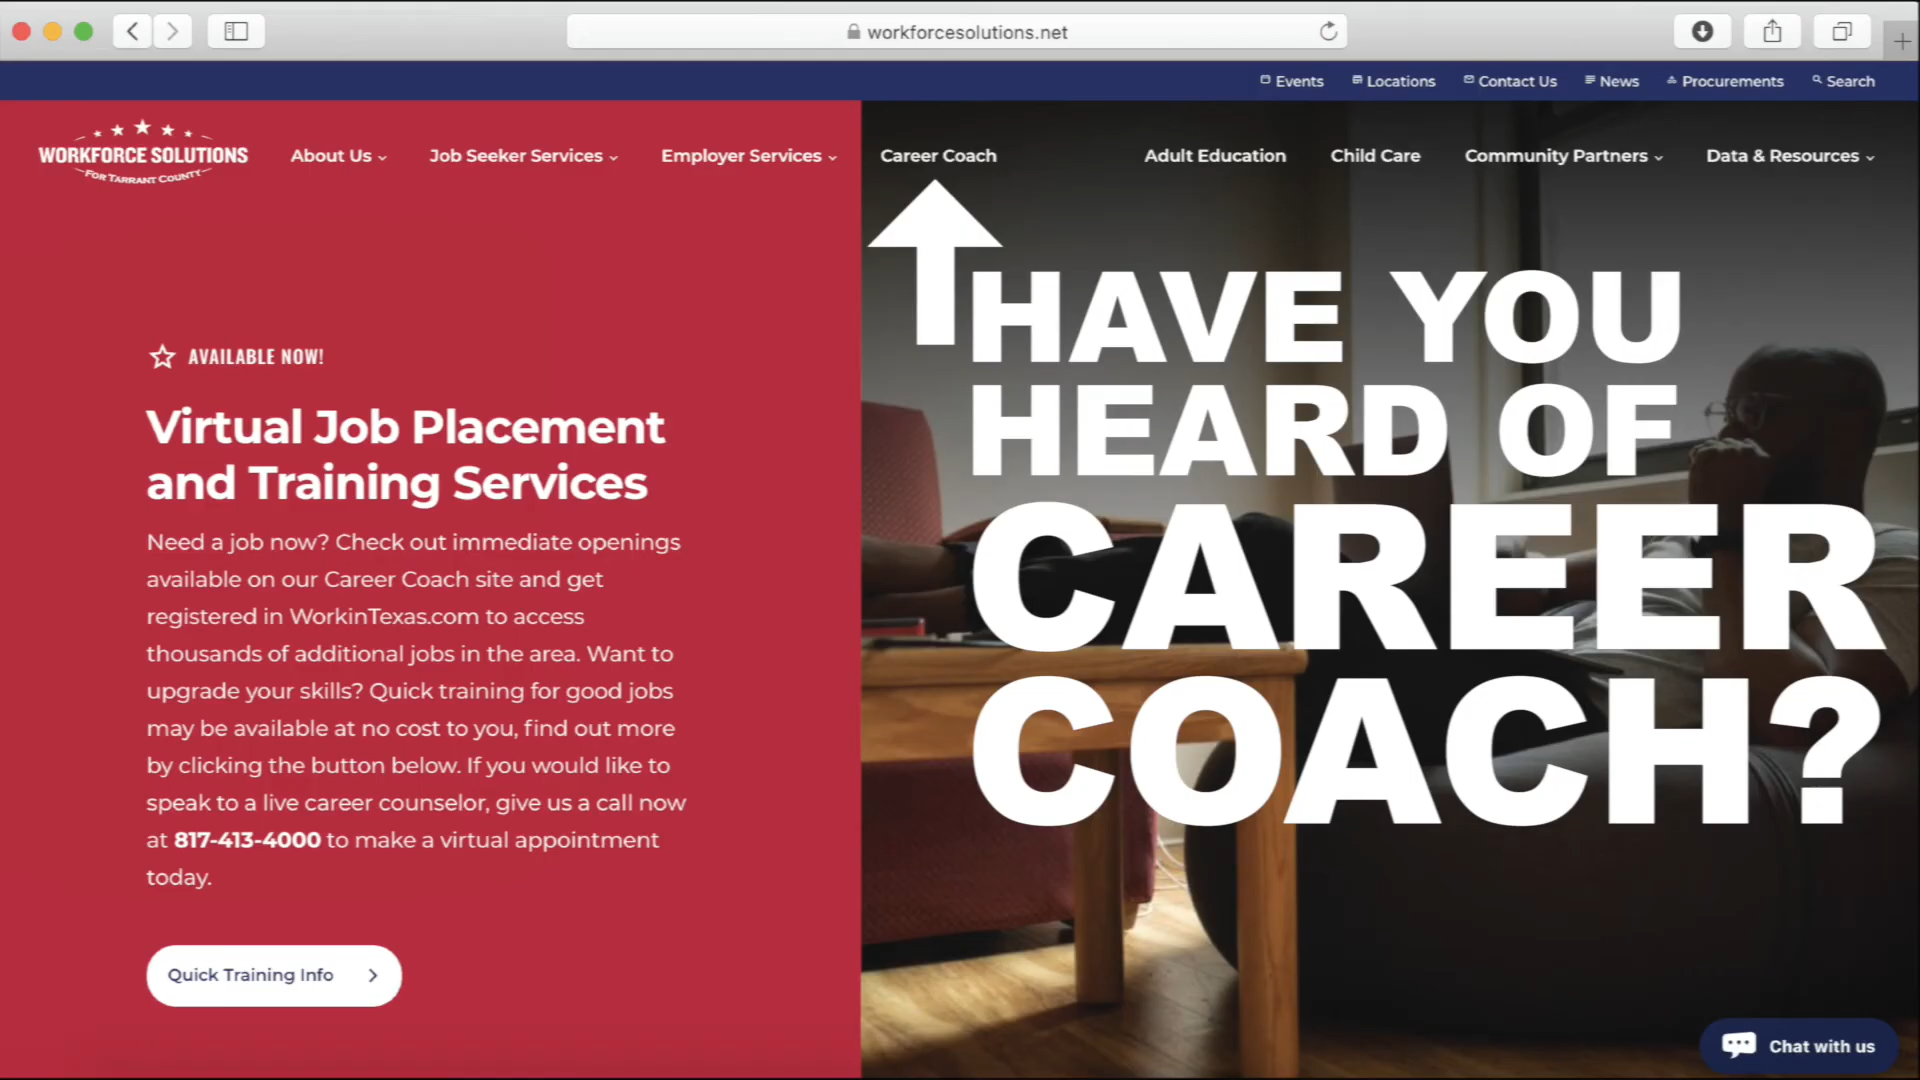 workforcesolutions.net
Events Locations Contact Us News Procurements Search
WORKFORCE SOLUTIONS
FOR TARRANT COUNTY
About Us Job Seeker Services Employer Services Career Coach Adult Education Child Care Community Partners Data & Resources
AVAILABLE NOW!
Virtual Job Placement
and Training Services
Need a job now? Check out immediate openings
available on our Career Coach site and get
registered in WorkinTexas.com to access
thousands of additional jobs in the area. Want to
upgrade your skills? Quick training for good jobs
may be available at no cost to you, find out more
by clicking the button below. If you would like to
speak to a live career counselor, give us a call now
at 817-413-4000 to make a virtual appointment
today.
Quick Training Info
HAVE YOU
HEARD OF
CAREER
COACH?
Chat with us